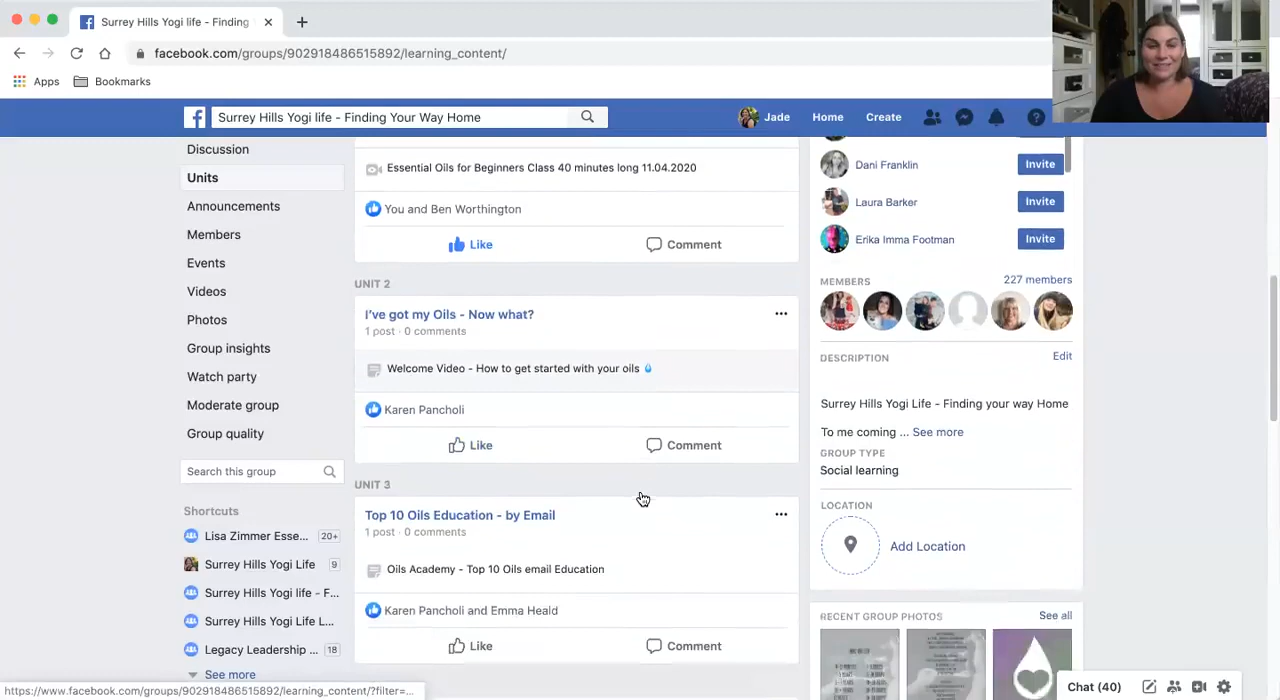 Surrey Hills Yogi life - Finding
facebook.com/groups/902918486515892/learning_content/
Apps
Bookmarks
Surrey Hills Yogi life - Finding Your Way Home
Jade
Home
Create
Discussion
Units
Announcements
Members
Events
Videos
Photos
Group insights
Watch party
Moderate group
Group quality
Search this group
Shortcuts
Lisa Zimmer Esse... 20+
Surrey Hills Yogi Life 9
Surrey Hills Yogi life - F...
Surrey Hills Yogi Life L...
Legacy Leadership ... 18
See more
Essential Oils for Beginners Class 40 minutes long 11.04.2020
You and Ben Worthington
Like Comment
UNIT 2
I've got my Oils - Now what?
1 post · 0 comments
Welcome Video - How to get started with your oils
Karen Pancholi
Like Comment
UNIT 3
Top 10 Oils Education - by Email
1 post · 0 comments
Oils Academy - Top 10 Oils email Education
Karen Pancholi and Emma Heald
Like Comment
Dani Franklin Invite
Laura Barker Invite
Erika Imma Footman Invite
MEMBERS 227 members
DESCRIPTION Edit
Surrey Hills Yogi Life - Finding your way Home
To me coming ... See more
GROUP TYPE
Social learning
LOCATION
Add Location
RECENT GROUP PHOTOS See all
Chat (40)
https://www.facebook.com/groups/902918486515892/learning_content/?filter=...